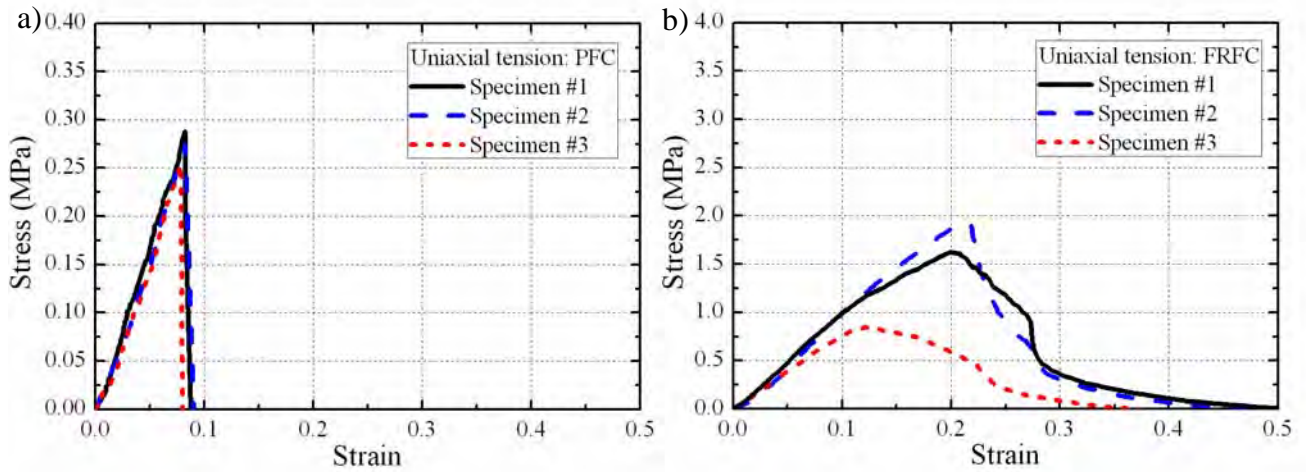 a)
Uniaxial tension: PFC
Specimen #1
Specimen #2
Specimen #3
Stress (MPa)
0.40
0.35
0.30
0.25
0.20
0.15
0.10
0.05
0.00
0.0 0.1 0.2 0.3 0.4 0.5
Strain
b)
Uniaxial tension: FRFC
Specimen #1
Specimen #2
Specimen #3
Stress (MPa)
4.0
3.5
3.0
2.5
2.0
1.5
1.0
0.5
0.0
0.0 0.1 0.2 0.3 0.4 0.5
Strain